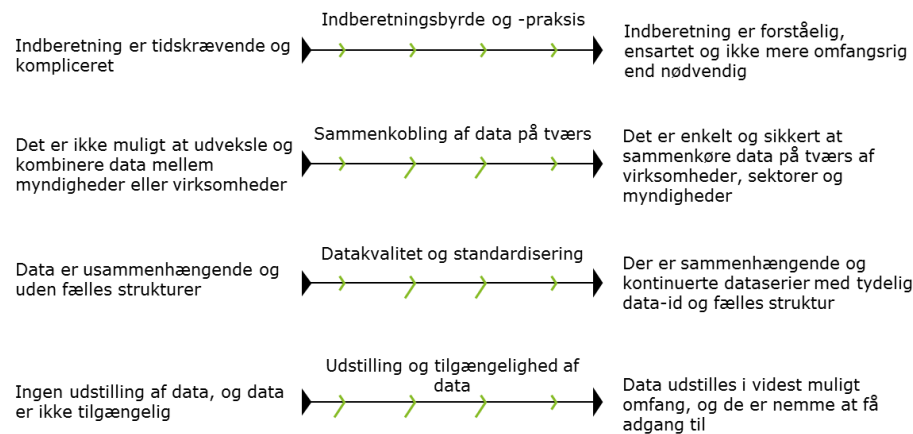 Indberetningsbyrde og -praksis
Indberetning er tidskrævende og
kompliceret
Indberetning er forståelig,
ensartet og ikke mere omfangsrig
end nødvendig
Sammenkobling af data på tværs
Det er ikke muligt at udveksle og
kombinere data mellem
myndigheder eller virksomheder
Det er enkelt og sikkert at
sammenkøre data på tværs af
virksomheder, sektorer og
myndigheder
Datakvalitet og standardisering
Data er usammenhængende og
uden fælles strukturer
Der er sammenhængende og
kontinuerte dataserier med tydelig
data-id og fælles struktur
Udstilling og tilgængelighed af
data
Ingen udstilling af data, og data
er ikke tilgængelig
Data udstilles i videst muligt
omfang, og de er nemme at få
adgang til